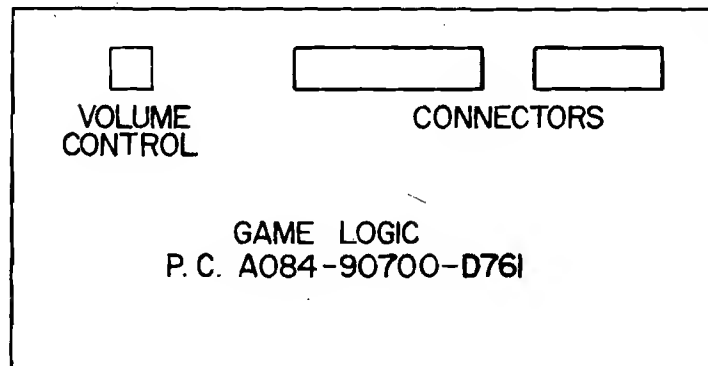 VOLUME
CONTROL
CONNECTORS
GAME LOGIC
P. C. A084-90700-D761